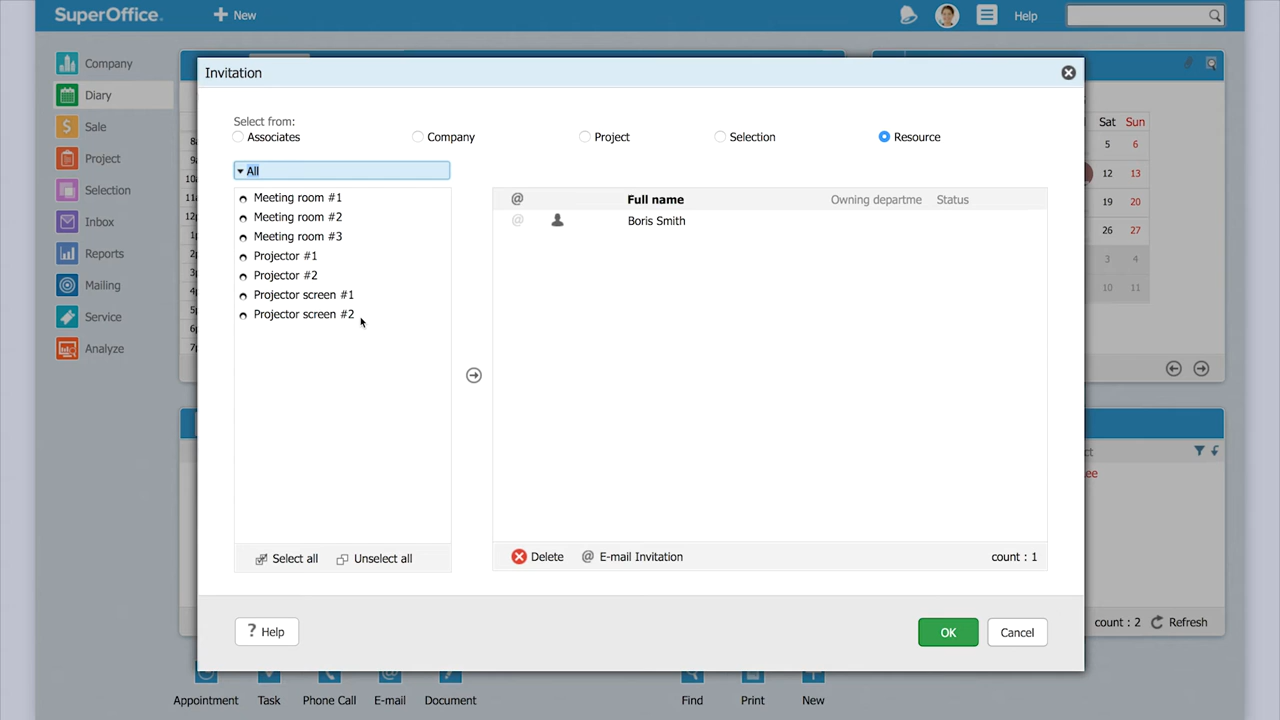 SuperOffice.
New
Help
Company
Diary
Sale
Project
Selection
Inbox
Reports
Mailing
Service
Analyze
Invitation
Select from:
Associates
Company
Project
Selection
Resource
All
Meeting room #1
Meeting room #2
Meeting room #3
Projector #1
Projector #2
Projector screen #1
Projector screen #2
Select all
Unselect all
@ Full name Owning departme Status
@ Boris Smith
Delete
@ E-mail Invitation
count : 1
? Help
OK
Cancel
Sat Sun
5 6
12 13
19 20
26 27
3 4
10 11
count : 2
Refresh
Appointment
Task
Phone Call
E-mail
Document
Find
Print
New